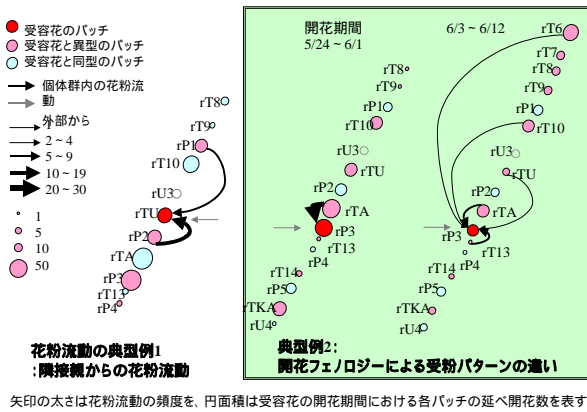 受容花のパッチ
受容花と異型のパッチ
受容花と同型のパッチ
個体群内の花粉流
動
外部から
1
2 ~ 4
5 ~ 9
10 ~ 19
20 ~ 30
1
5
10
50
rT8
rT9
rP1
rT10
rU3
rTU
rP2
rTA
rP3
rT13
rP4
花粉流動の典型例1
:隣接親からの花粉流動
開花期間
5/24 ~ 6/1
rT8
rT9
rP1
rT10
rU3
rTU
rP2
rTA
rP3
rT13
rP4
rT14
rP5
rTKA
rU4
6/3 ~ 6/12
rT6
rT7
rT8
rT9
rP1
rT10
rU3
rTU
rP2
rTA
rP3
rT13
rP4
rT14
rP5
rTKA
rU4
典型例2:
開花フェノロジーによる受粉パターンの違い
矢印の太さは花粉流動の頻度を、円面積は受容花の開花期間における各パッチの延べ開花数を表す